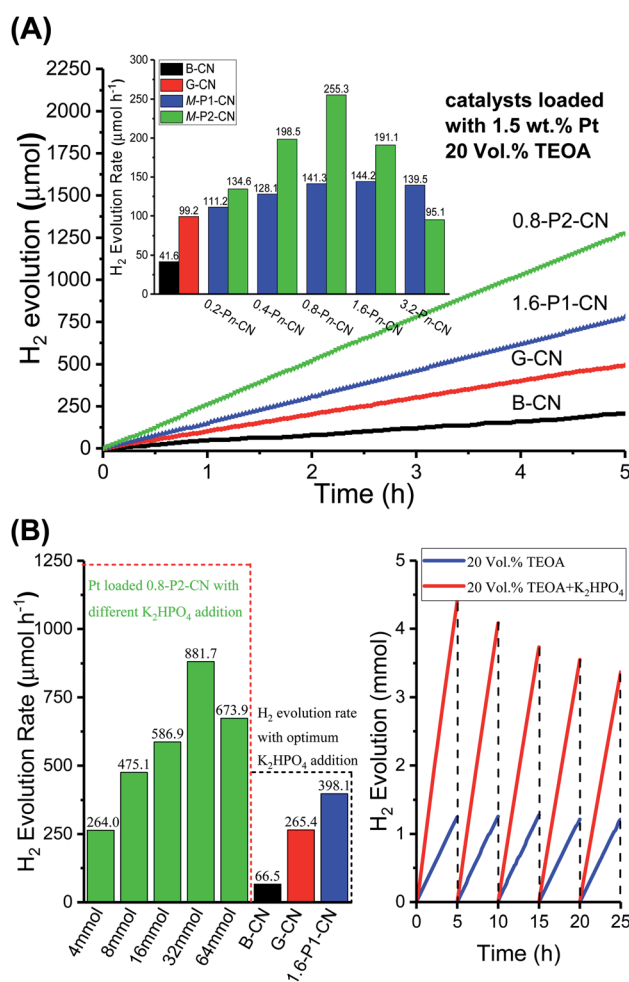 (A)
B-CN
G-CN
M-P1-CN
M-P2-CN
H2 Evolution Rate (μmol h⁻¹)
300
250
200
150
100
50
0
41.6
99.2
111.2
134.6
128.1
198.5
141.3
255.3
144.2
191.1
139.5
95.1
0.2-Pn-CN
0.4-Pn-CN
0.8-Pn-CN
1.6-Pn-CN
3.2-Pn-CN
catalysts loaded
with 1.5 wt.% Pt
20 Vol.% TEOA
H2 evolution (μmol)
2250
2000
1750
1500
1250
1000
750
500
250
0
0.8-P2-CN
1.6-P1-CN
G-CN
B-CN
0
1
2
3
4
5
Time (h)
(B)
H2 Evolution Rate (μmol h⁻¹)
1250
1000
750
500
250
0
Pt loaded 0.8-P2-CN with
different K2HPO4 addition
264.0
475.1
586.9
881.7
673.9
H2 evolution rate
with optimum
K2HPO4 addition
66.5
265.4
398.1
4mmol
8mmol
16mmol
32mmol
64mmol
B-CN
G-CN
1.6-P1-CN
20 Vol.% TEOA
20 Vol.% TEOA+K2HPO4
H2 Evolution (mmol)
5
4
3
2
1
0
0
5
10
15
20
25
Time (h)